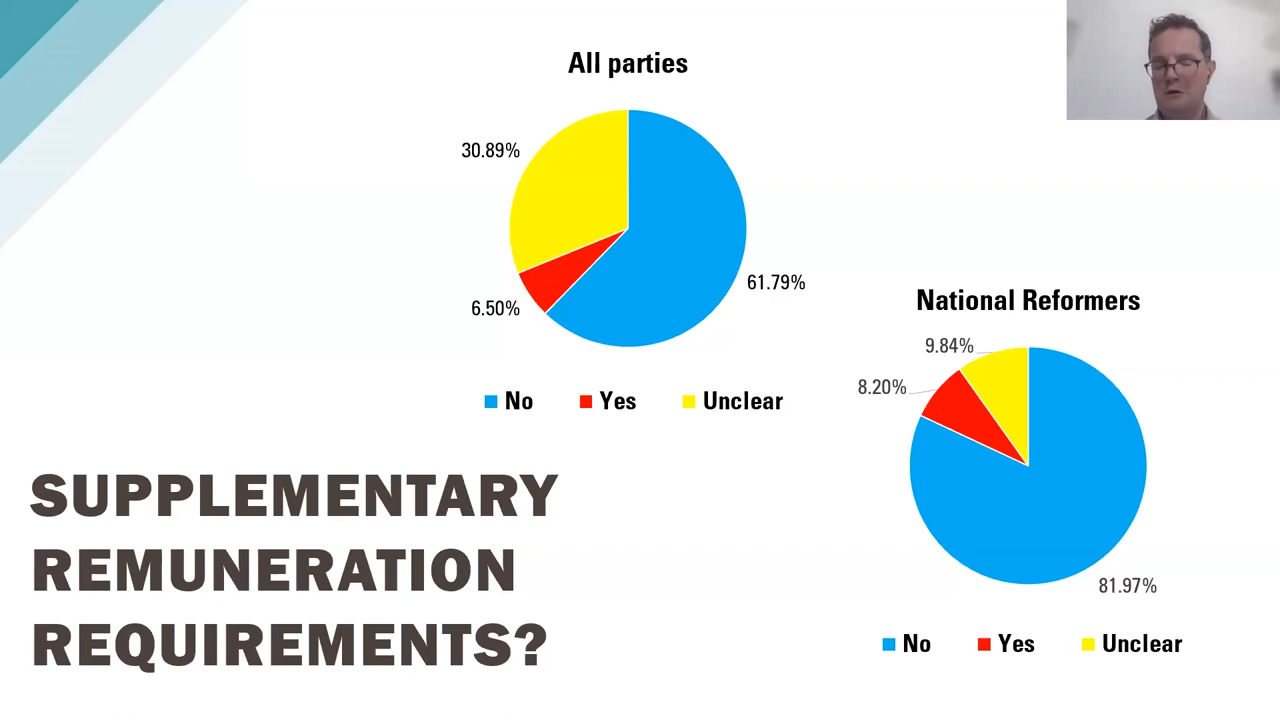 All parties
30.89%
6.50%
61.79%
No Yes Unclear
National Reformers
9.84%
8.20%
81.97%
No Yes Unclear
SUPPLEMENTARY
REMUNERATION
REQUIREMENTS?